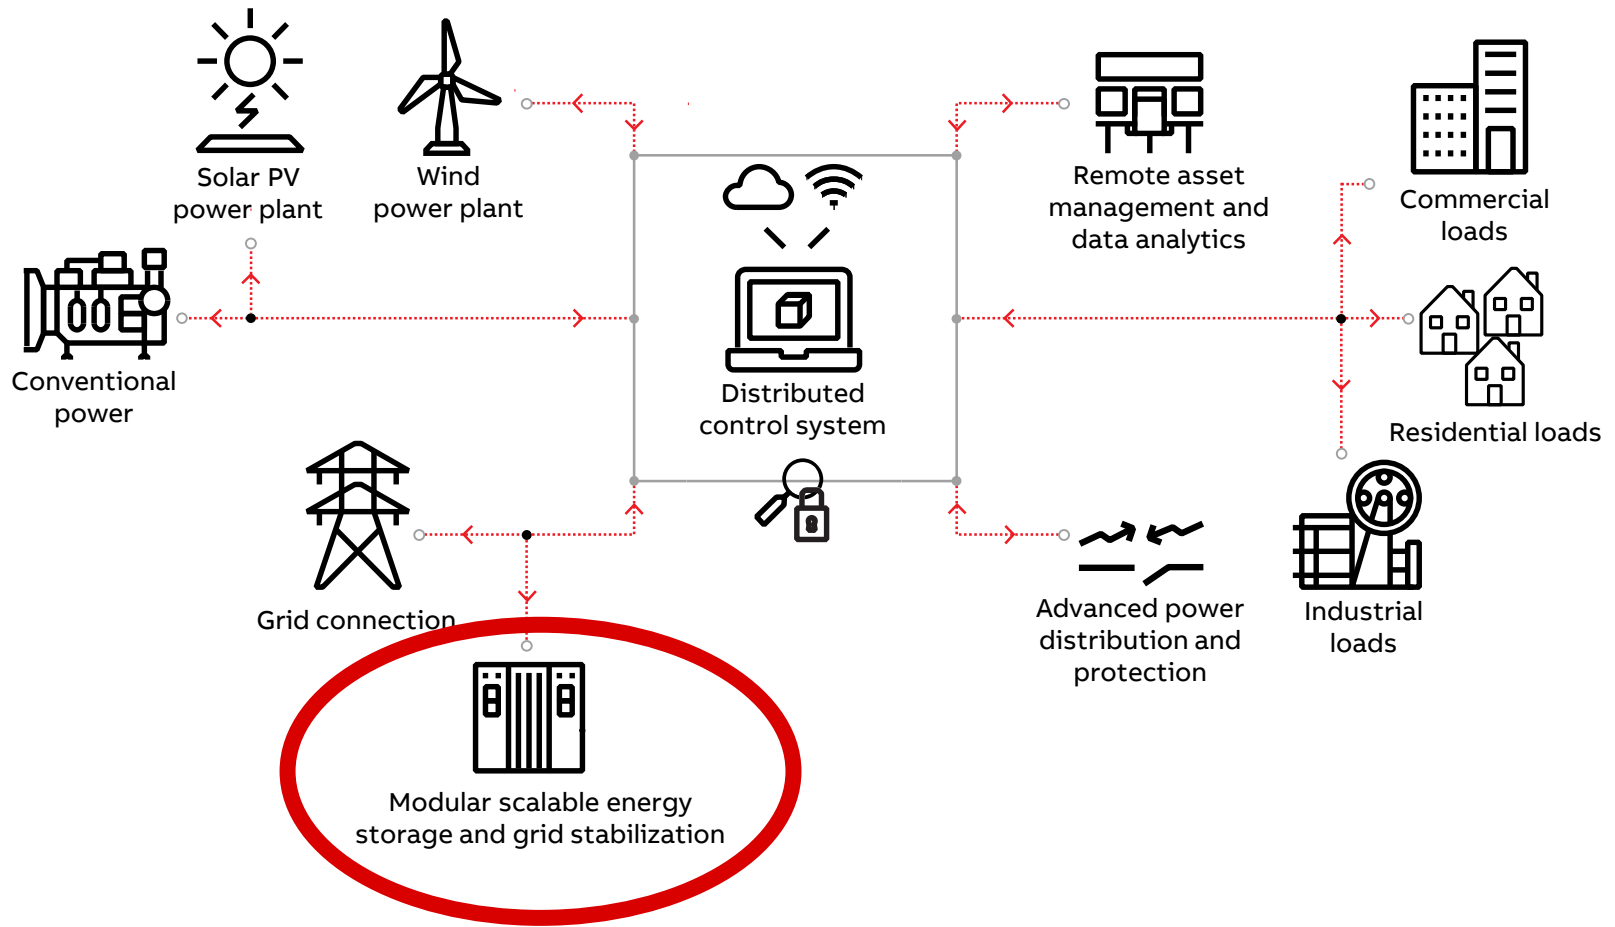 Solar PV
power plant
Wind
power plant
Remote asset
management and
data analytics
Commercial
loads
Conventional
power
Distributed
control system
Residential loads
Grid connection
Advanced power
distribution and
protection
Industrial
loads
Modular scalable energy
storage and grid stabilization